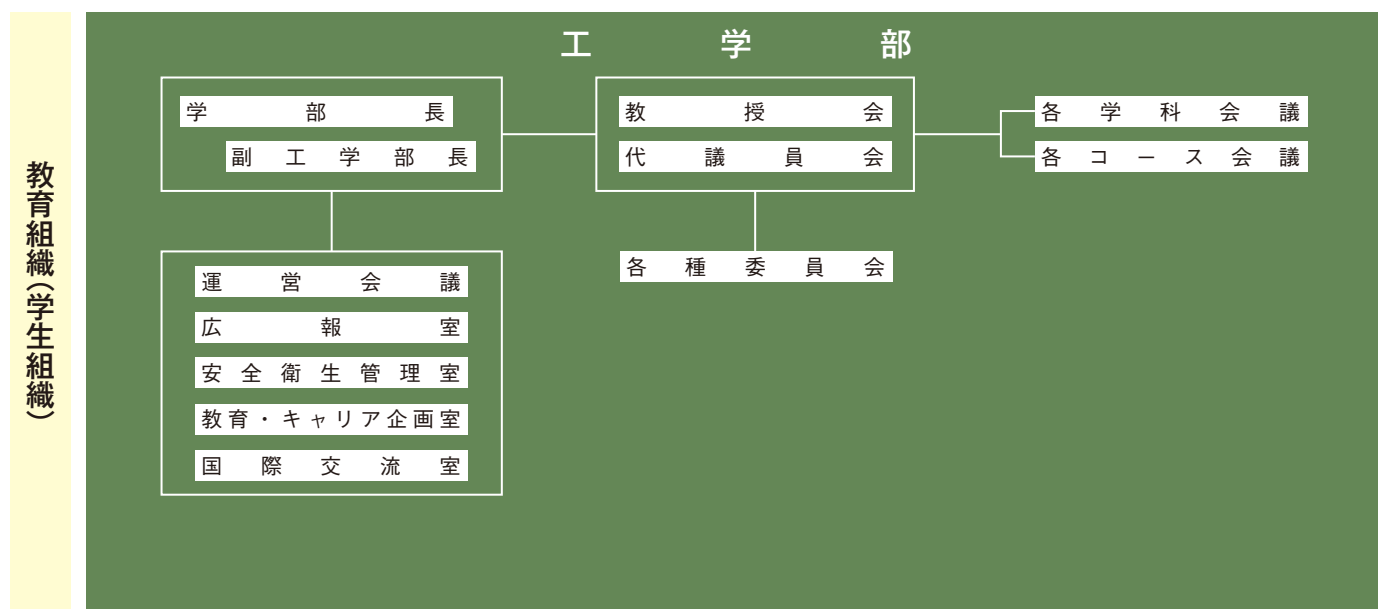 教育組織（学生組織）
工学部
学部長
副工学部長
教授会
代議員会
各学科会議
各コース会議
各種委員会
運営会議
広報室
安全衛生管理室
教育・キャリア企画室
国際交流室